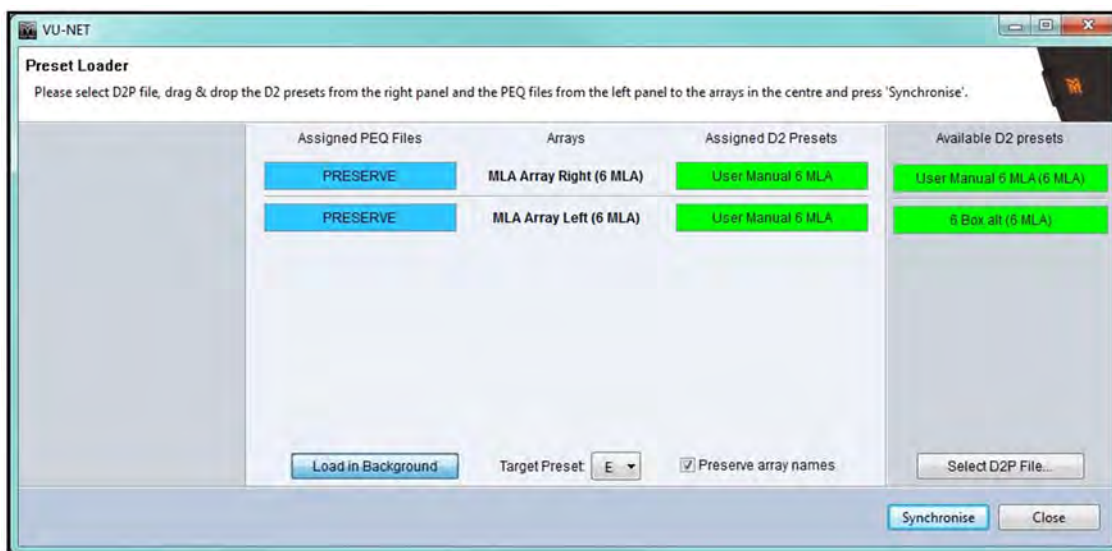 VU-NET
Preset Loader
Please select D2P file, drag & drop the D2 presets from the right panel and the PEQ files from the left panel to the arrays in the centre and press 'Synchronise'.
Assigned PEQ Files Arrays Assigned D2 Presets Available D2 presets
PRESERVE MLA Array Right (6 MLA) User Manual 6 MLA User Manual 6 MLA (6 MLA)
PRESERVE MLA Array Left (6 MLA) User Manual 6 MLA 6 Box alt (6 MLA)
Load in Background Target Preset: E Preserve array names Select D2P File...
Synchronise Close